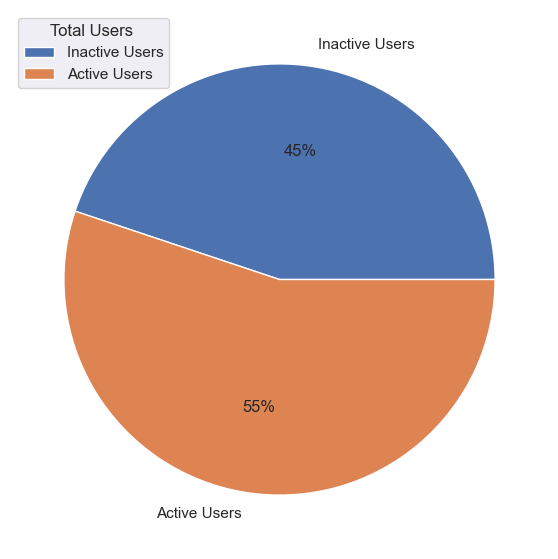 Total Users
Inactive Users
Active Users
Inactive Users
45%
55%
Active Users